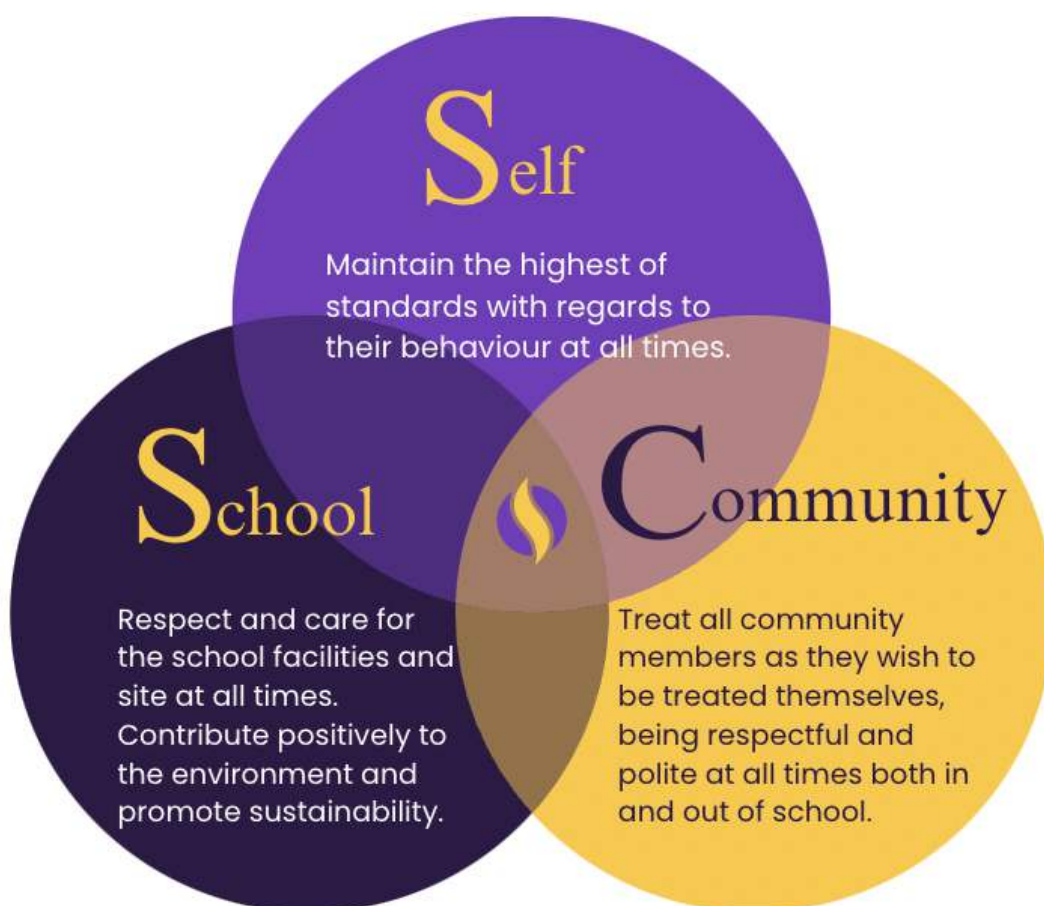 Self
Maintain the highest of
standards with regards to
their behaviour at all times.
School
Respect and care for
the school facilities and
site at all times.
Contribute positively to
the environment and
promote sustainability.
Community
Treat all community
members as they wish to
be treated themselves,
being respectful and
polite at all times both in
and out of school.